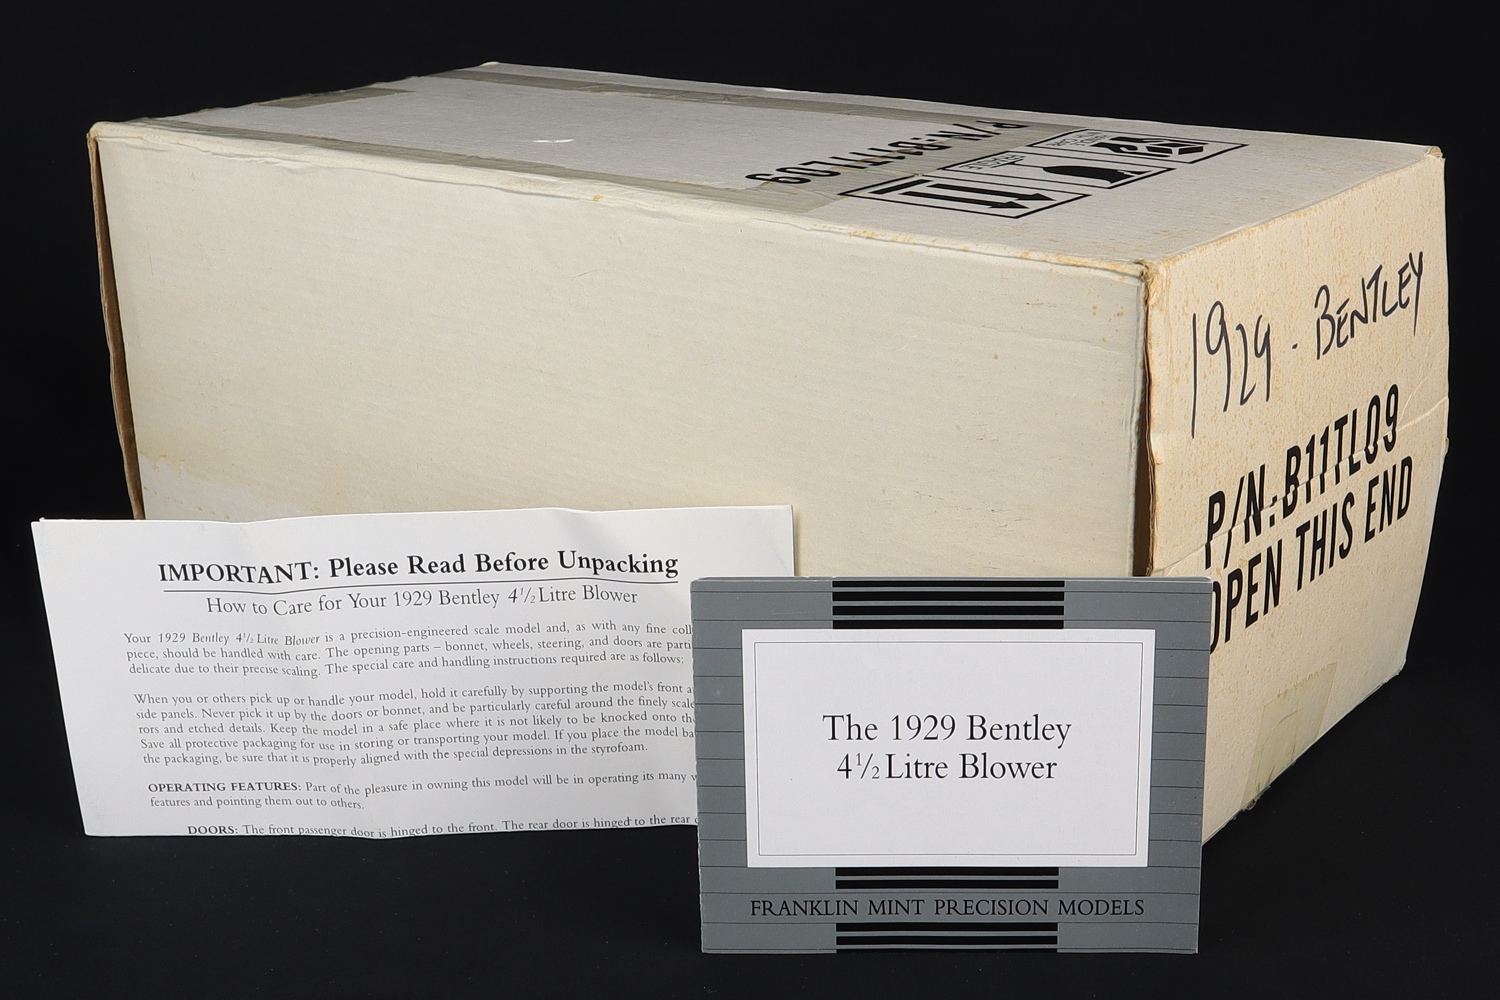 P/N:B11TL09
1929 - BENTLEY
P/N:B11TL09
OPEN THIS END
IMPORTANT: Please Read Before Unpacking
How to Care for Your 1929 Bentley 4½ Litre Blower
Your 1929 Bentley 4½ Litre Blower is a precision-engineered scale model and, as with any fine
piece, should be handled with care. The opening parts – bonnet, wheels, steering, and doors are
delicate due to their precise scaling. The special care and handling instructions required are as follows:
When you or others pick up or handle your model, hold it carefully by supporting the model's front
side panels. Never pick it up by the doors or bonnet, and be particularly careful around the finely
rors and etched details. Keep the model in a safe place where it is not likely to be knocked onto
Save all protective packaging for use in storing or transporting your model. If you place the model
the packaging, be sure that it is properly aligned with the special depressions in the styrofoam.
OPERATING FEATURES: Part of the pleasure in owning this model will be in operating its many
features and pointing them out to others.
DOORS: The front passenger door is hinged to the front. The rear door is hinged to the rear
The 1929 Bentley
4½ Litre Blower
FRANKLIN MINT PRECISION MODELS